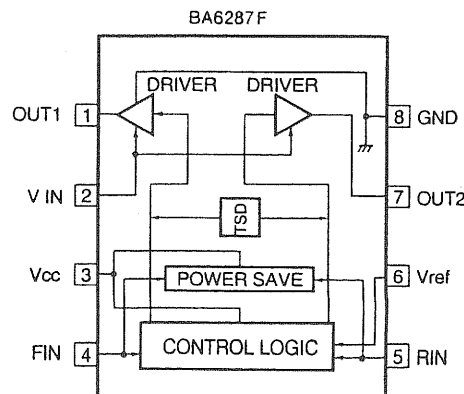 BA6287F
DRIVER DRIVER
OUT1 1
8 GND
V IN 2
7 OUT2
TSD
Vcc 3
POWER SAVE
6 Vref
FIN 4
CONTROL LOGIC
5 RIN